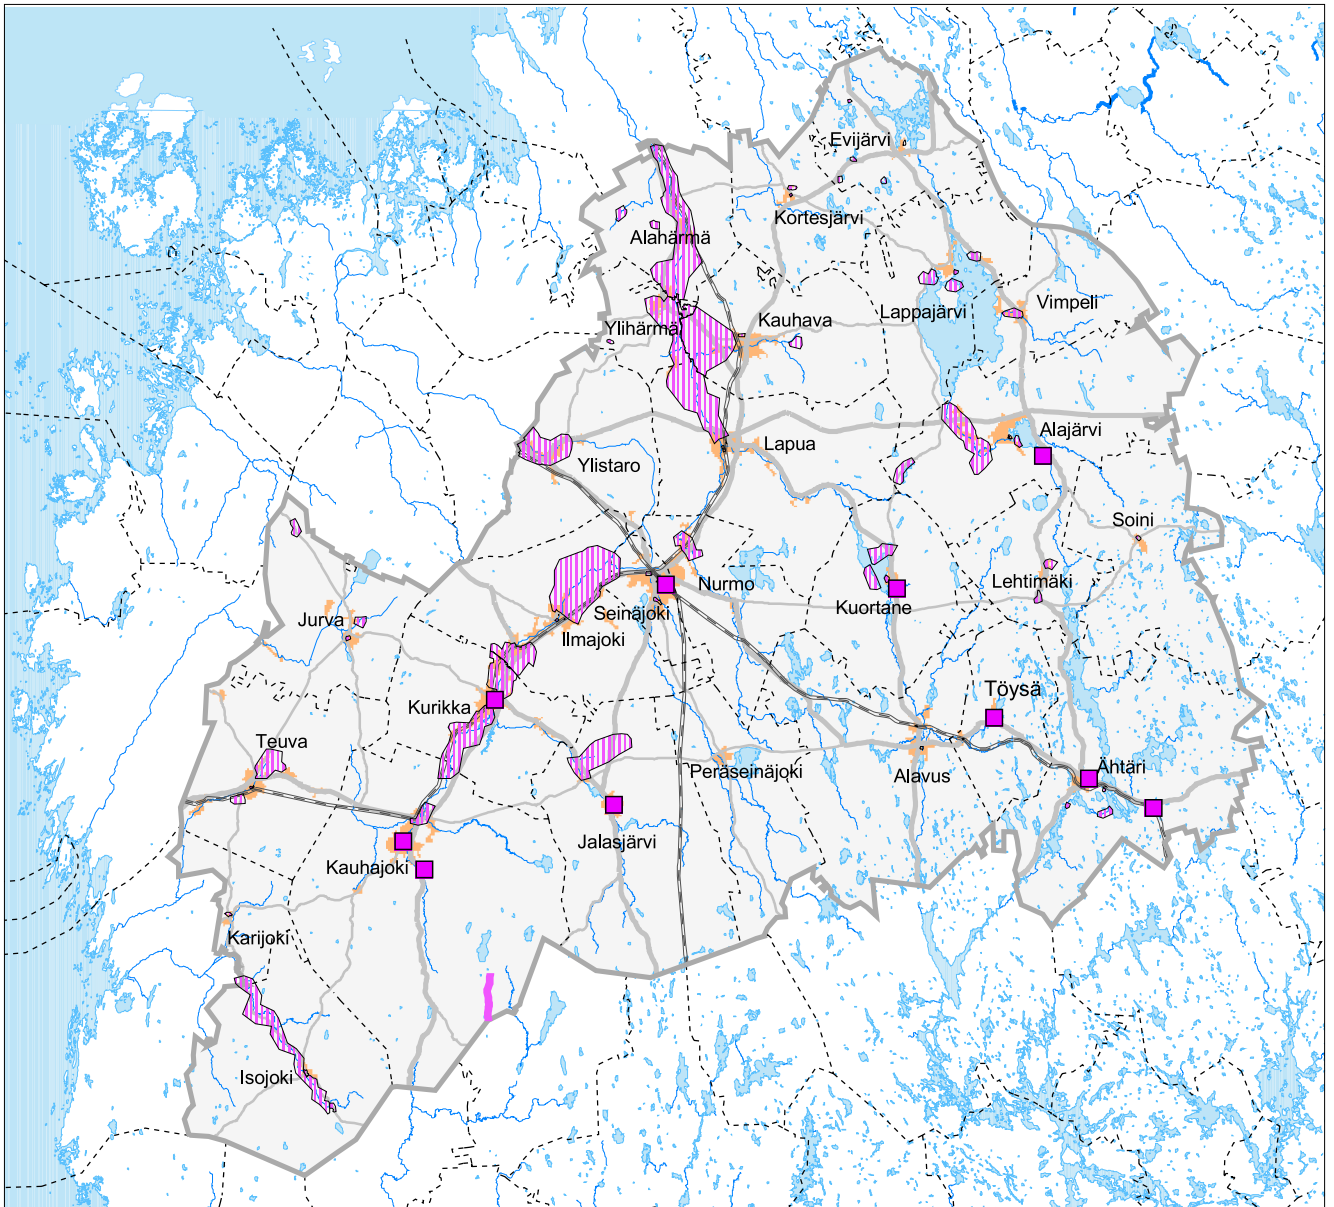 Evijärvi
Kortesjärvi
Alahärmä
Lappajärvi
Vimpeli
Kauhava
Ylihärmä
Alajärvi
Lapua
Ylistaro
Soini
Lehtimäki
Nurmo
Kuortane
Seinäjoki
Jurva
Ilmajoki
Töysä
Kurikka
Teuva
Ähtäri
Peräseinäjoki
Alavus
Jalasjärvi
Kauhajoki
Karijoki
Isojoki